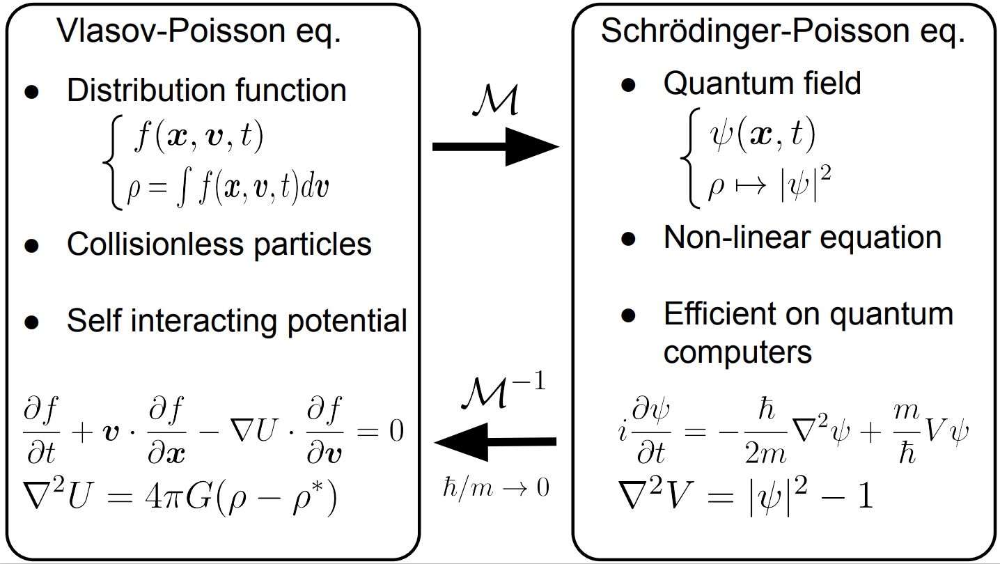 Vlasov-Poisson eq.
● Distribution function
f(𝒙, 𝒗, t)
ρ = ∫ f(𝒙, 𝒗, t)d𝒗
● Collisionless particles
● Self interacting potential
∂f/∂t + 𝒗 · ∂f/∂𝒙 − ∇U · ∂f/∂𝒗 = 0
∇²U = 4πG(ρ − ρ*)
ℳ
ℳ⁻¹
ℏ/m → 0
Schrödinger-Poisson eq.
● Quantum field
ψ(𝒙, t)
ρ ↦ |ψ|²
● Non-linear equation
● Efficient on quantum
computers
i ∂ψ/∂t = −ℏ/2m ∇²ψ + m/ℏ Vψ
∇²V = |ψ|² − 1